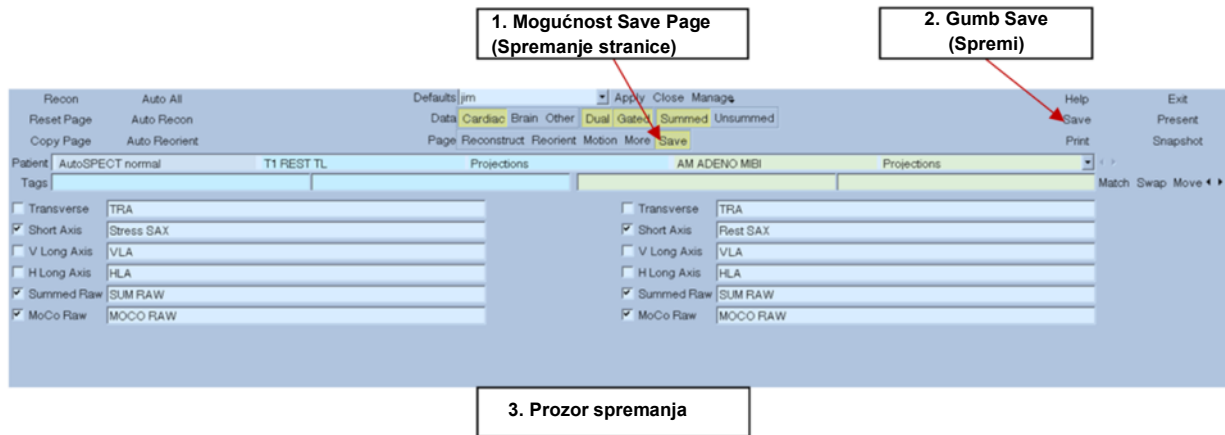 1. Mogućnost Save Page
(Spremanje stranice)
2. Gumb Save
(Spremi)
Recon Auto All Defaults jim Apply Close Manage Help Exit
Reset Page Auto Recon Data Cardiac Brain Other Dual Gated Summed Unsummed Save Present
Copy Page Auto Reorient Page Reconstruct Reorient Motion More Save Print Snapshot
Patient AutoSPECT normal T1 REST TL Projections AM ADENO MIBI Projections
Tags Match Swap Move
Transverse TRA Transverse TRA
Short Axis Stress SAX Short Axis Rest SAX
V Long Axis VLA V Long Axis VLA
H Long Axis HLA H Long Axis HLA
Summed Raw SUM RAW Summed Raw SUM RAW
MoCo Raw MOCO RAW MoCo Raw MOCO RAW
3. Prozor spremanja